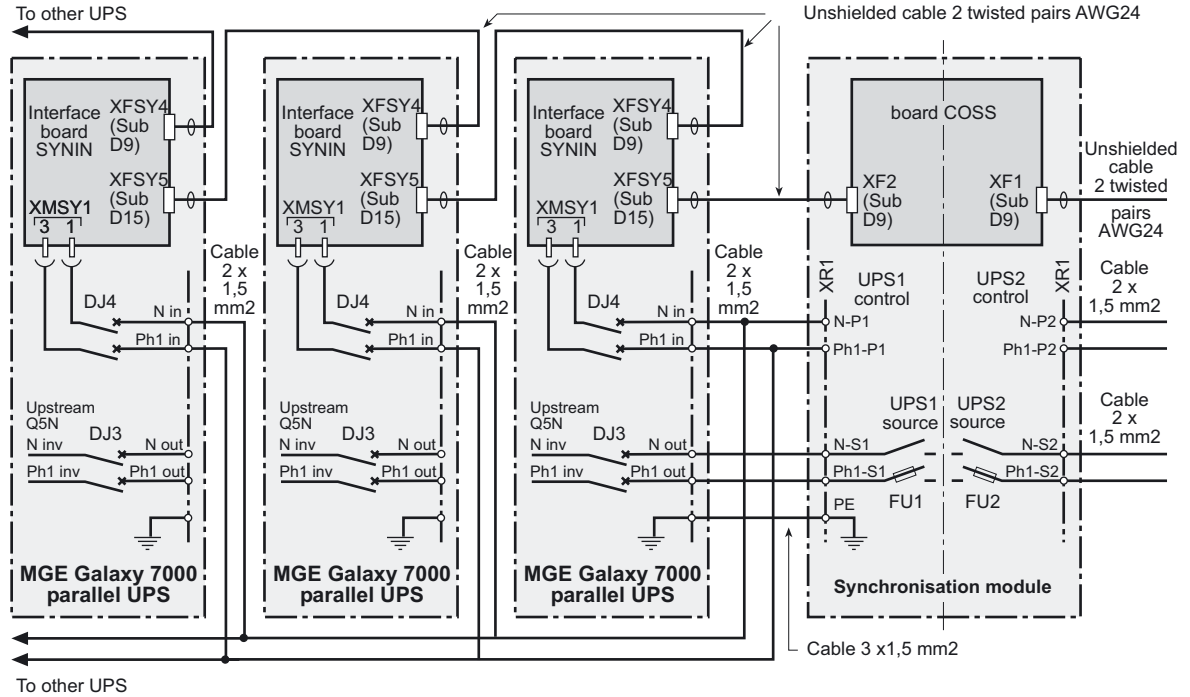 To other UPS
Unshielded cable 2 twisted pairs AWG24
Interface
board
SYNIN
XFSY4
(Sub
D9)
XFSY5
(Sub
D15)
XMSY1
3 1
Cable
2 x
1,5
mm2
DJ4
N in
Ph1 in
Upstream
Q5N
N inv
DJ3
N out
Ph1 inv
Ph1 out
MGE Galaxy 7000
parallel UPS
Interface
board
SYNIN
XFSY4
(Sub
D9)
XFSY5
(Sub
D15)
XMSY1
3 1
Cable
2 x
1,5
mm2
DJ4
N in
Ph1 in
Upstream
Q5N
N inv
DJ3
N out
Ph1 inv
Ph1 out
MGE Galaxy 7000
parallel UPS
Interface
board
SYNIN
XFSY4
(Sub
D9)
XFSY5
(Sub
D15)
XMSY1
3 1
Cable
2 x
1,5
mm2
DJ4
N in
Ph1 in
Upstream
Q5N
N inv
DJ3
N out
Ph1 inv
Ph1 out
MGE Galaxy 7000
parallel UPS
board COSS
XF2
(Sub
D9)
XF1
(Sub
D9)
Unshielded
cable
2 twisted
pairs
AWG24
XR1
UPS1
control
UPS2
control
XR1
Cable
2 x
1,5 mm2
N-P1
N-P2
Ph1-P1
Ph1-P2
UPS1
source
UPS2
source
Cable
2 x
1,5 mm2
N-S1
N-S2
Ph1-S1
Ph1-S2
FU1
FU2
PE
Synchronisation module
Cable 3 x1,5 mm2
To other UPS